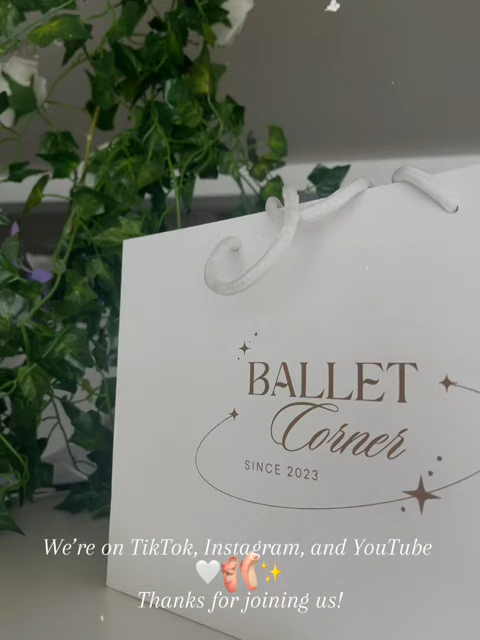 BALLET
Corner
SINCE 2023
We’re on TikTok, Instagram, and YouTube
🤍🩰✨
Thanks for joining us!